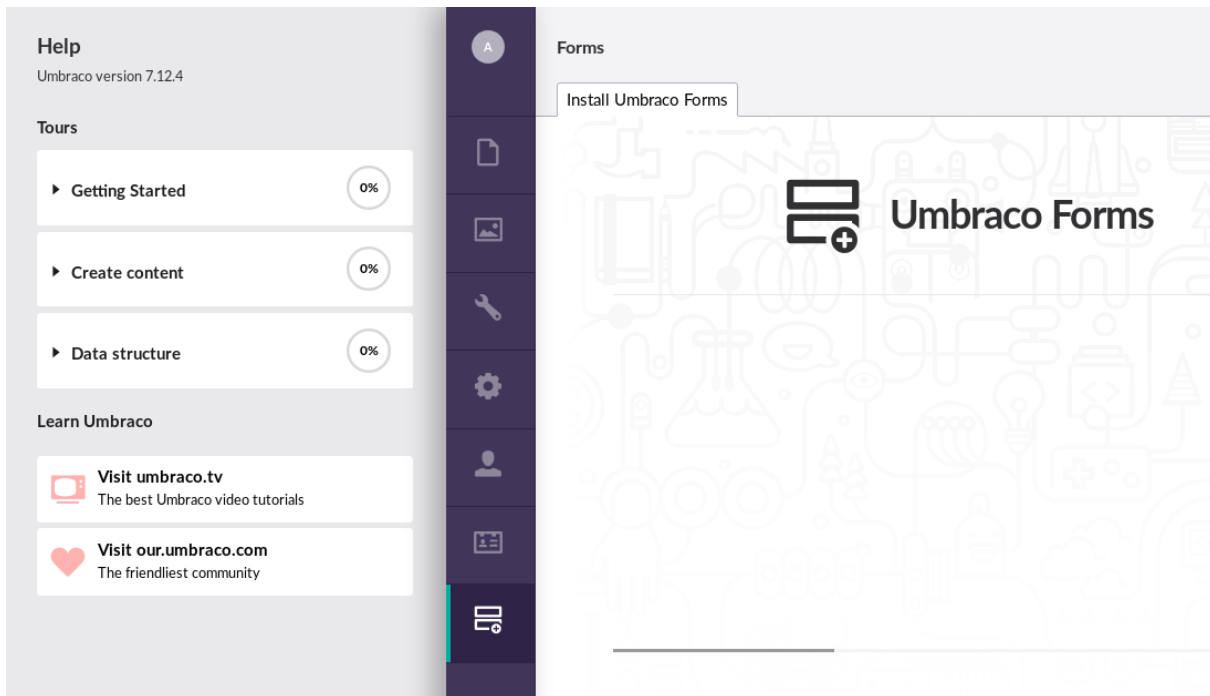 Help
Umbraco version 7.12.4
Tours
Getting Started
0%
Create content
0%
Data structure
0%
Learn Umbraco
Visit umbraco.tv
The best Umbraco video tutorials
Visit our.umbraco.com
The friendliest community
A
Forms
Install Umbraco Forms
Umbraco Forms